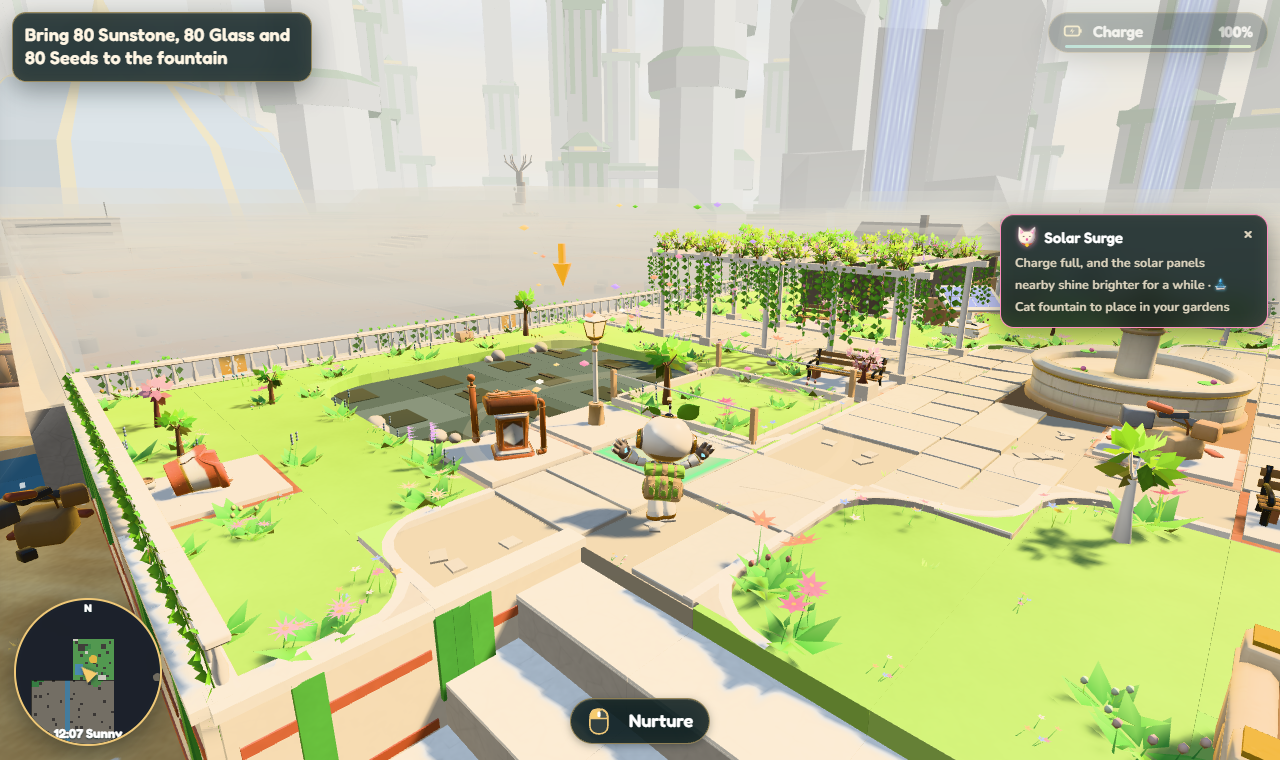 Bring 80 Sunstone, 80 Glass and
80 Seeds to the fountain
Charge 100%
Solar Surge ×
Charge full, and the solar panels
nearby shine brighter for a while ·
Cat fountain to place in your gardens
N
12:07 Sunny
Nurture